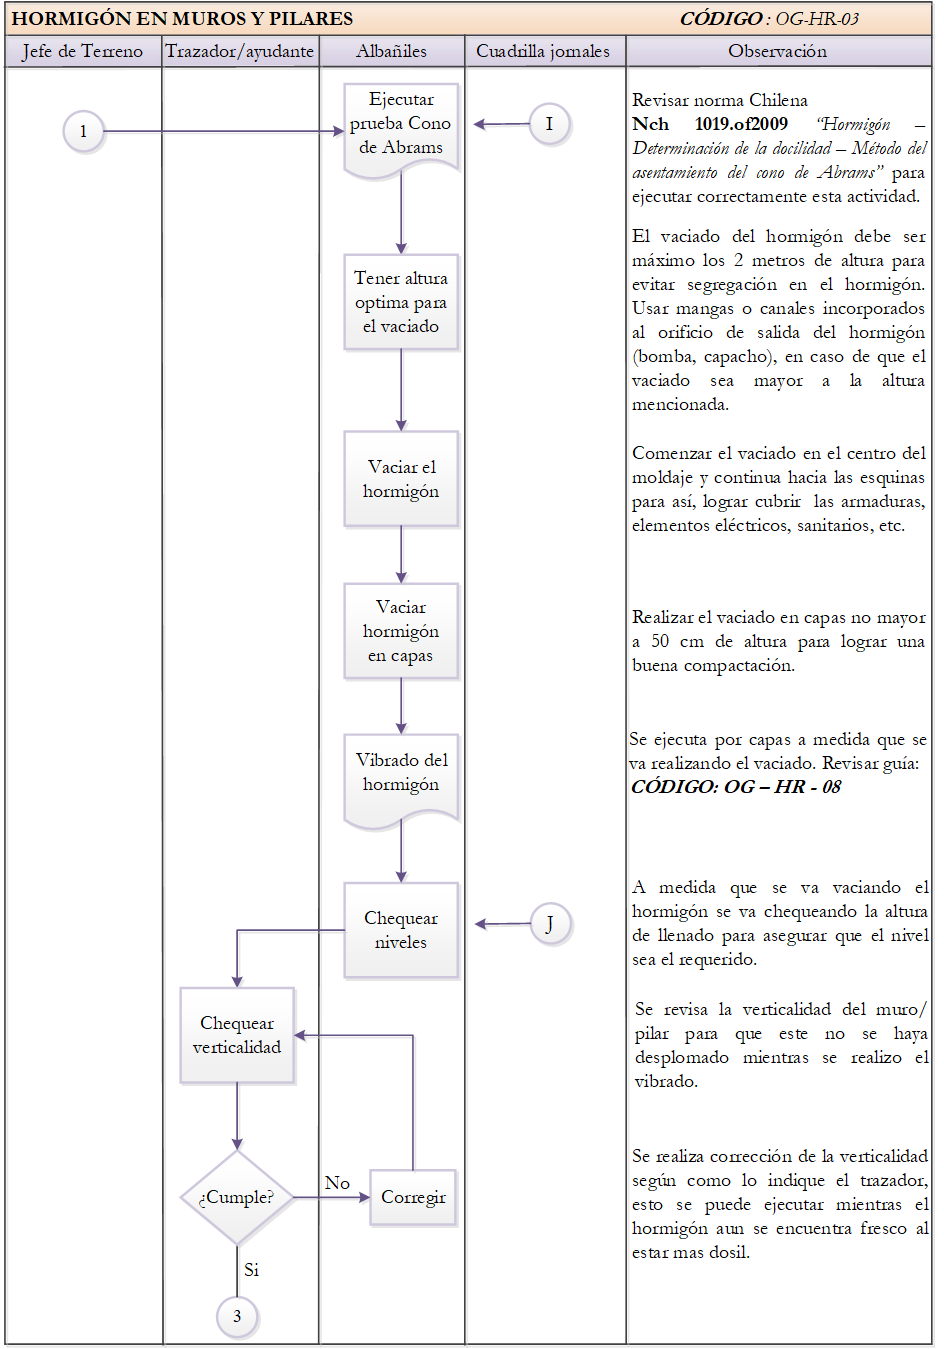 HORMIGÓN EN MUROS Y PILARES
CÓDIGO : OG-HR-03
Jefe de Terreno
Trazador/ayudante
Albañiles
Cuadrilla jornales
Observación
1
Ejecutar
prueba Cono
de Abrams
I
Revisar norma Chilena
Nch 1019.of2009 “Hormigón –
Determinación de la docilidad – Método del
asentamiento del cono de Abrams” para
ejecutar correctamente esta actividad.
Tener altura
optima para
el vaciado
El vaciado del hormigón debe ser
máximo los 2 metros de altura para
evitar segregación en el hormigón.
Usar mangas o canales incorporados
al orificio de salida del hormigón
(bomba, capacho), en caso de que el
vaciado sea mayor a la altura
mencionada.
Vaciar el
hormigón
Comenzar el vaciado en el centro del
moldaje y continua hacia las esquinas
para así, lograr cubrir las armaduras,
elementos eléctricos, sanitarios, etc.
Vaciar
hormigón
en capas
Realizar el vaciado en capas no mayor
a 50 cm de altura para lograr una
buena compactación.
Vibrado del
hormigón
Se ejecuta por capas a medida que se
va realizando el vaciado. Revisar guía:
CÓDIGO: OG – HR - 08
Chequear
niveles
J
A medida que se va vaciando el
hormigón se va chequeando la altura
de llenado para asegurar que el nivel
sea el requerido.
Chequear
verticalidad
Se revisa la verticalidad del muro/
pilar para que este no se haya
desplomado mientras se realizo el
vibrado.
¿Cumple?
No
Corregir
Se realiza corrección de la verticalidad
según como lo indique el trazador,
esto se puede ejecutar mientras el
hormigón aun se encuentra fresco al
estar mas dosil.
Si
3